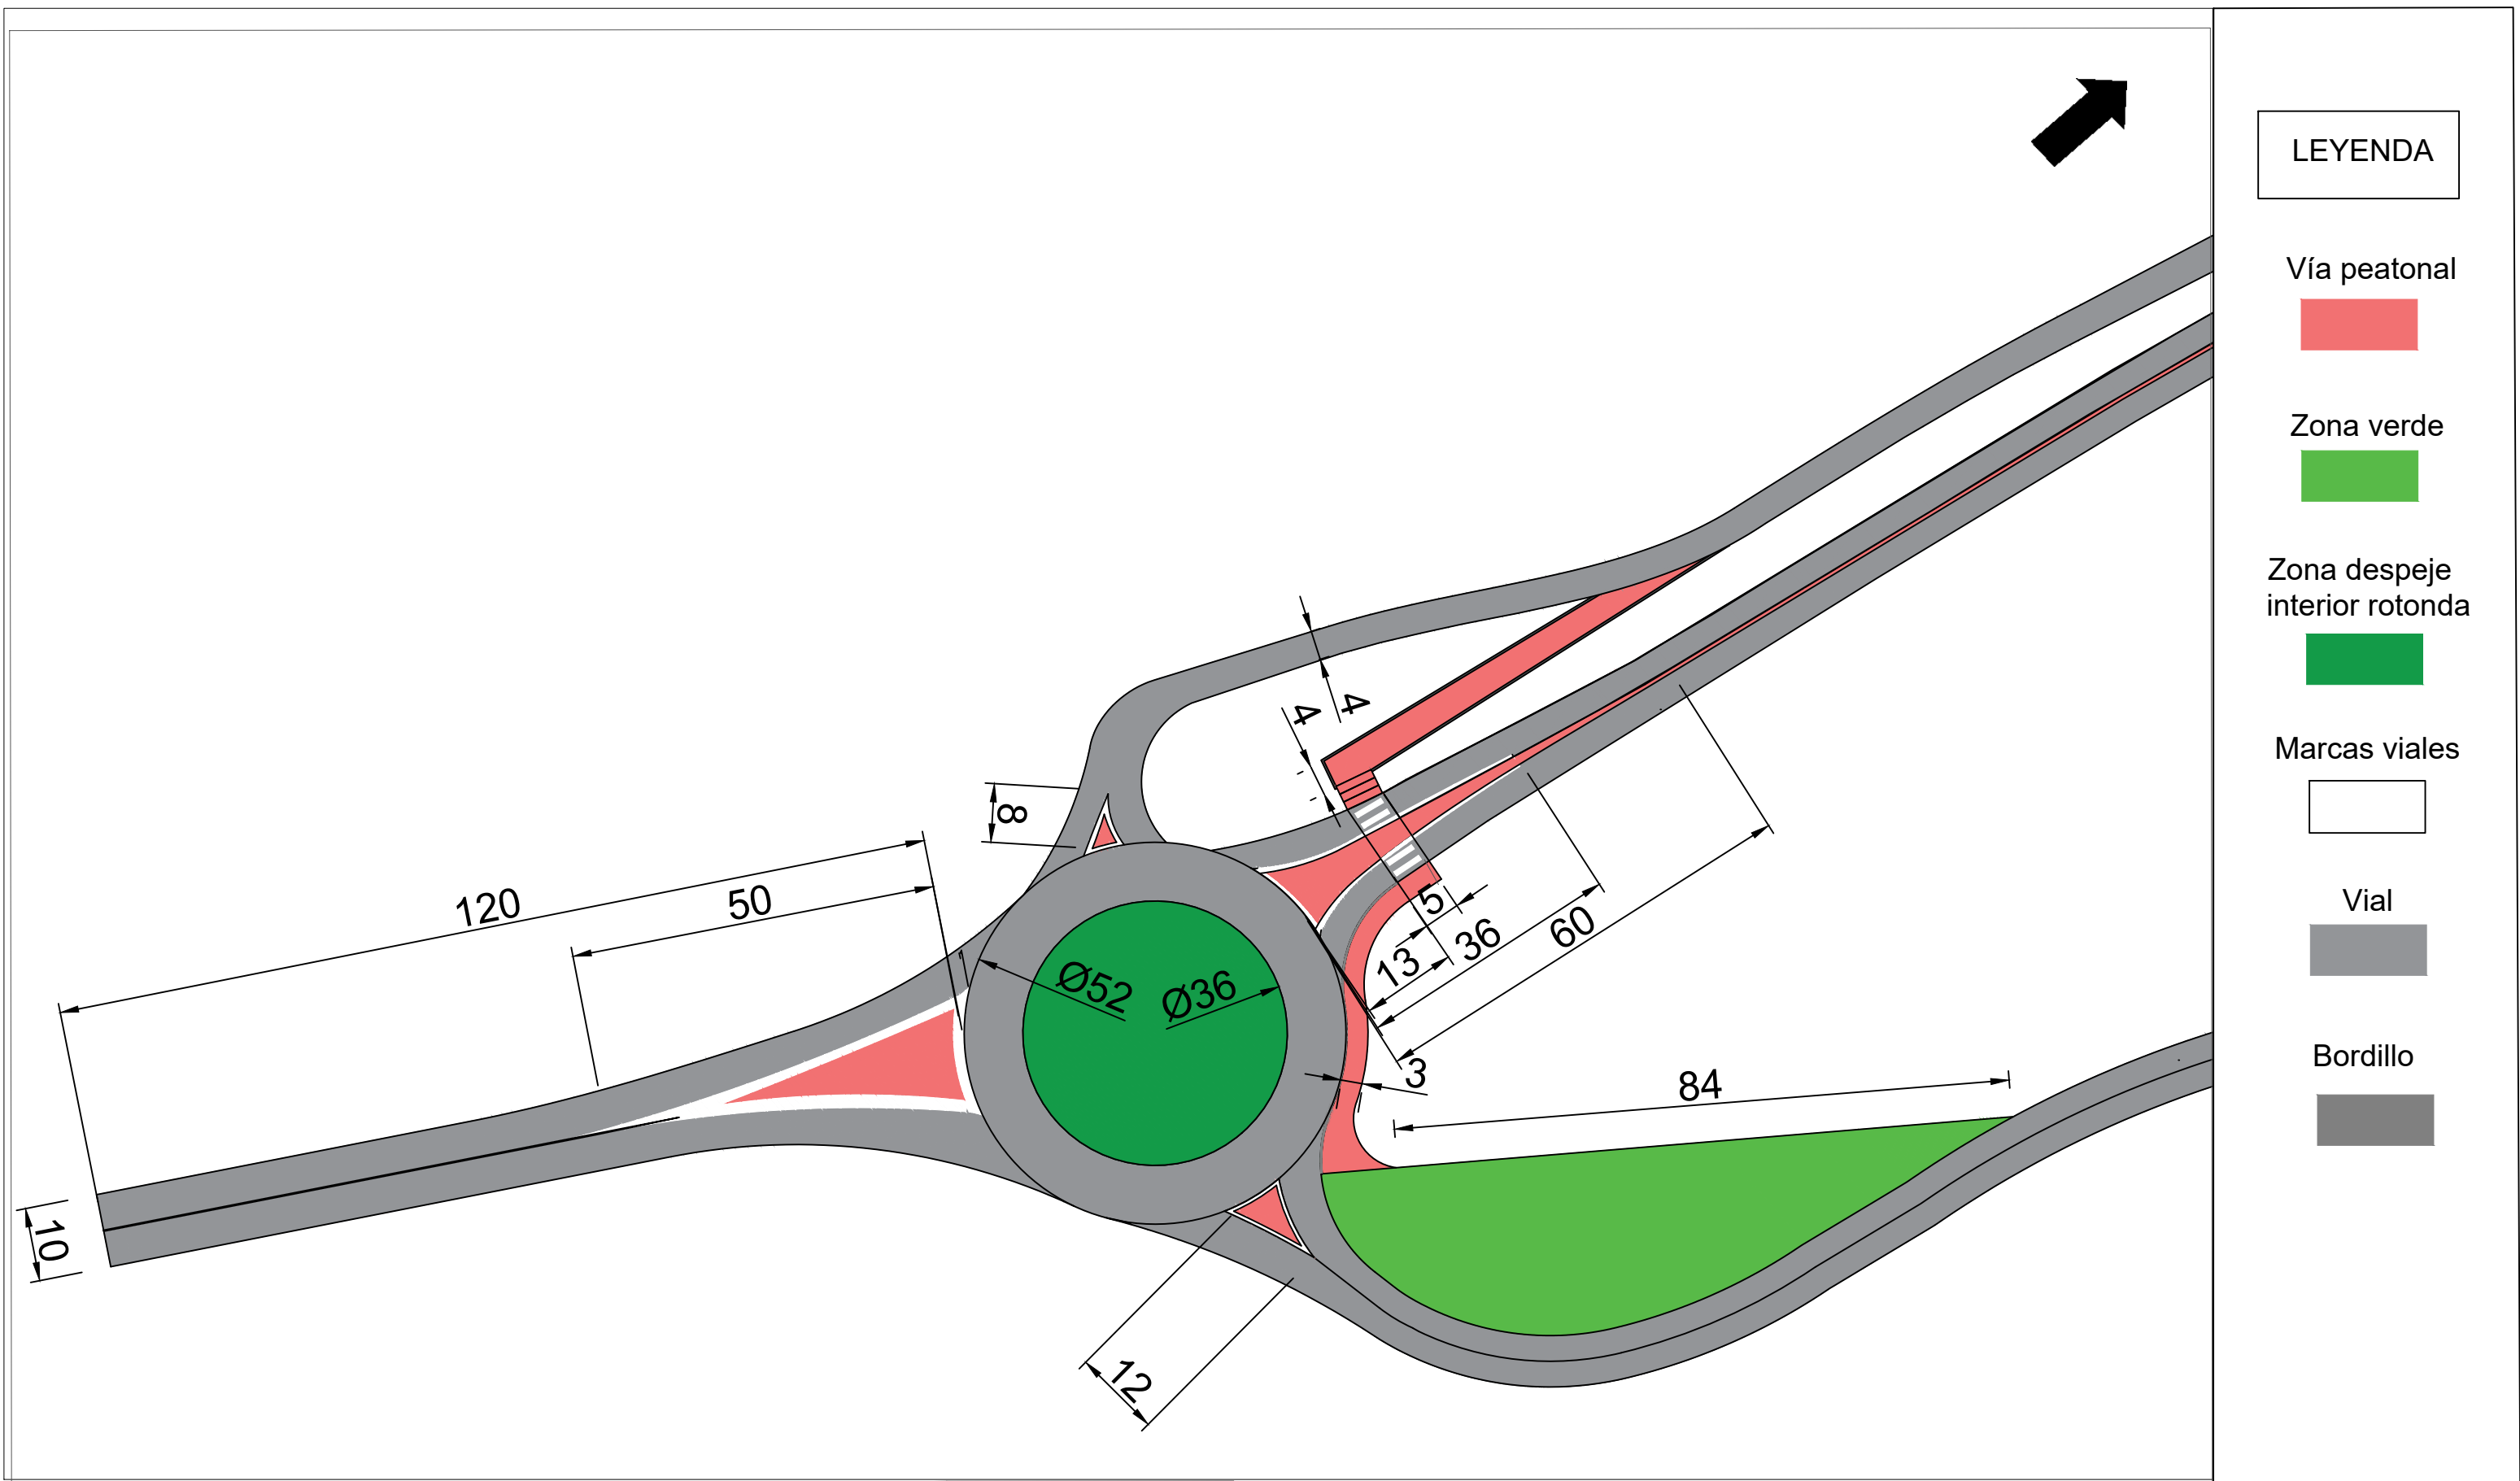 LEYENDA
Vía peatonal
Zona verde
Zona despeje
interior rotonda
Marcas viales
Vial
Bordillo
4
4
8
120
50
Ø52
Ø36
5
13
36
60
3
84
10
12